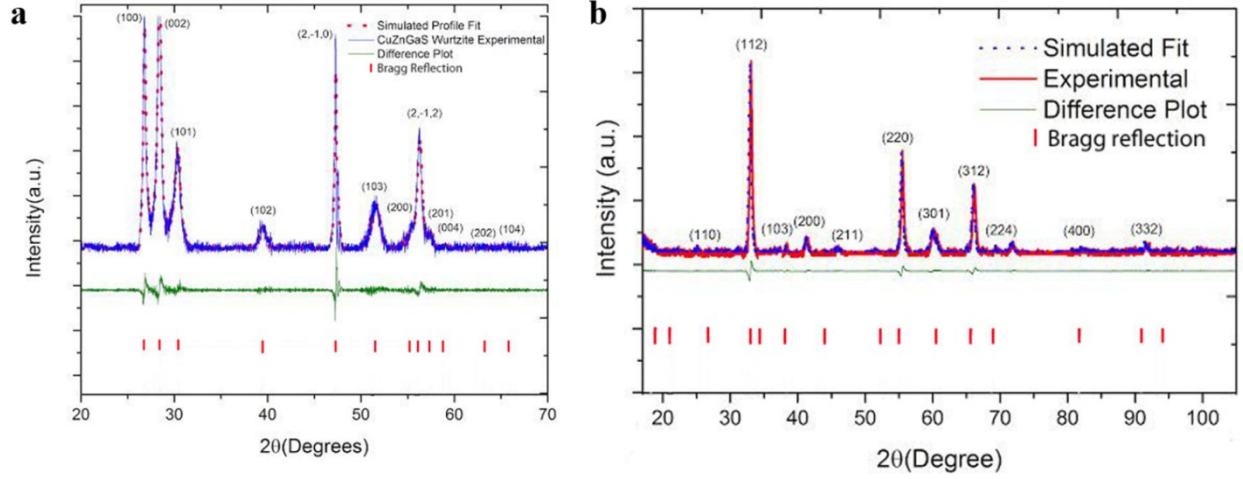 a
(100)
(002)
(2,-1,0)
(101)
(2,-1,2)
(102)
(103)
(200)
(201)
(004)
(202)
(104)
Simulated Profile Fit
CuZnGaS Wurtzite Experimental
Difference Plot
Bragg Reflection
Intensity(a.u.)
20 30 40 50 60 70
2θ(Degrees)
b
(112)
(220)
(312)
(110)
(103)
(200)
(211)
(301)
(224)
(400)
(332)
Simulated Fit
Experimental
Difference Plot
Bragg reflection
Intensity (a.u.)
20 30 40 50 60 70 80 90 100
2θ(Degree)